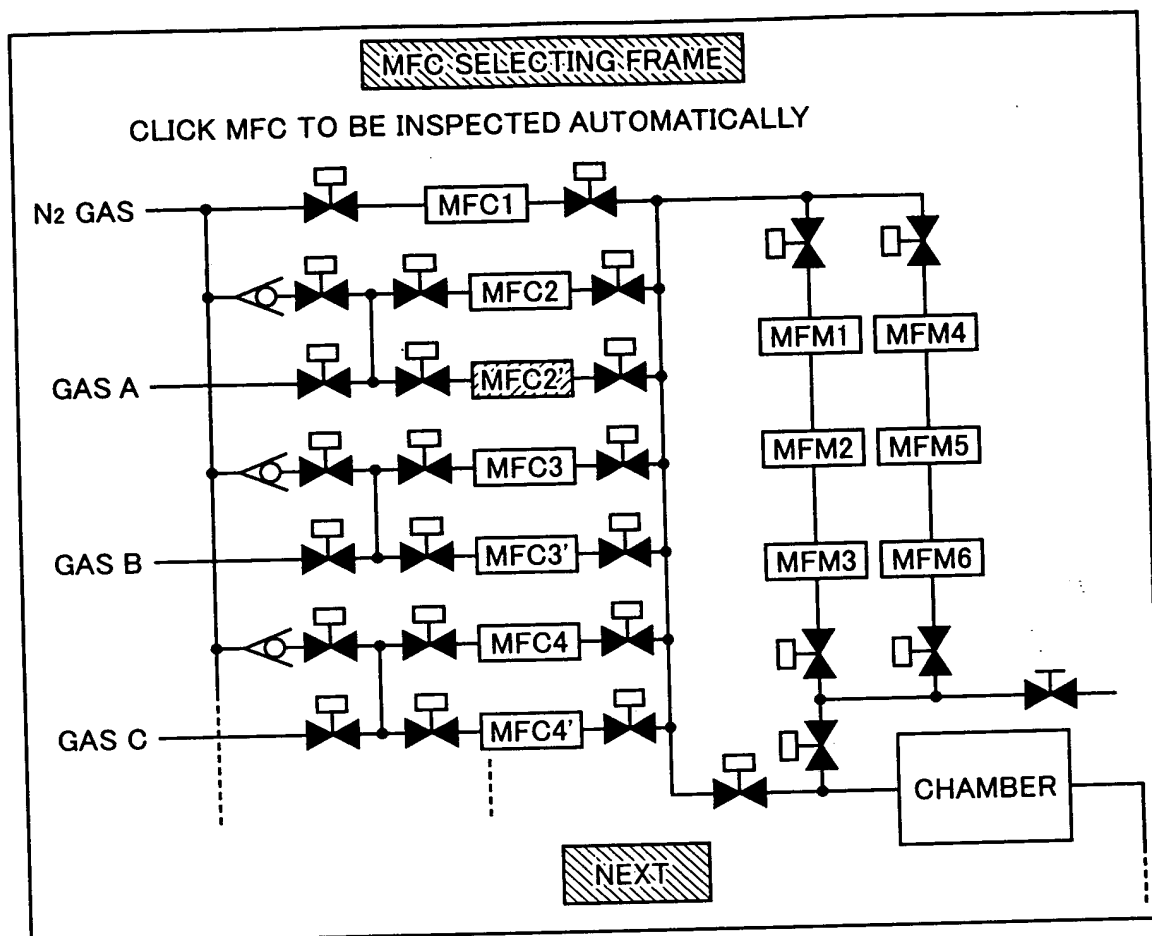 MFC SELECTING FRAME
CLICK MFC TO BE INSPECTED AUTOMATICALLY
N2 GAS
MFC1
MFC2
MFM1
MFM4
GAS A
MFC2'
MFC3
MFM2
MFM5
GAS B
MFC3'
MFM3
MFM6
MFC4
GAS C
MFC4'
CHAMBER
NEXT